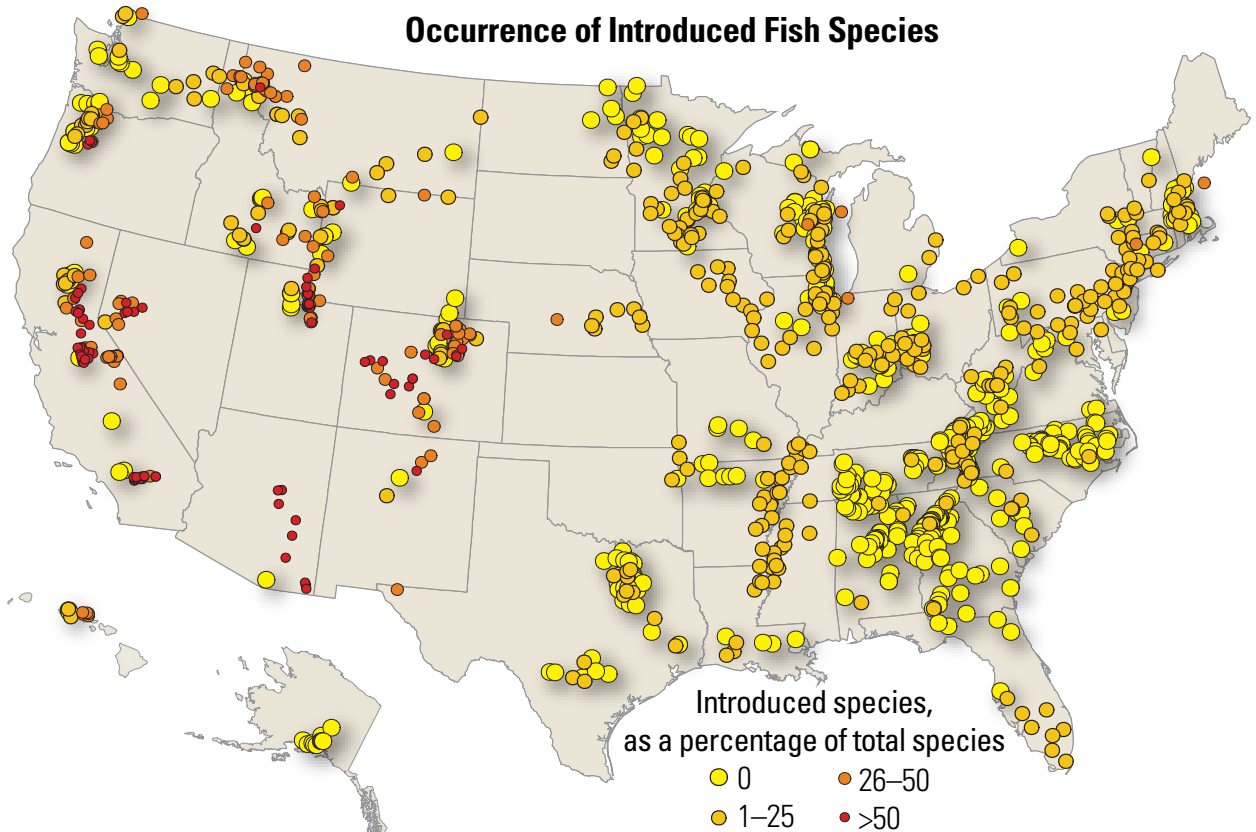 Occurrence of Introduced Fish Species
Introduced species,
as a percentage of total species
0
26–50
1–25
>50